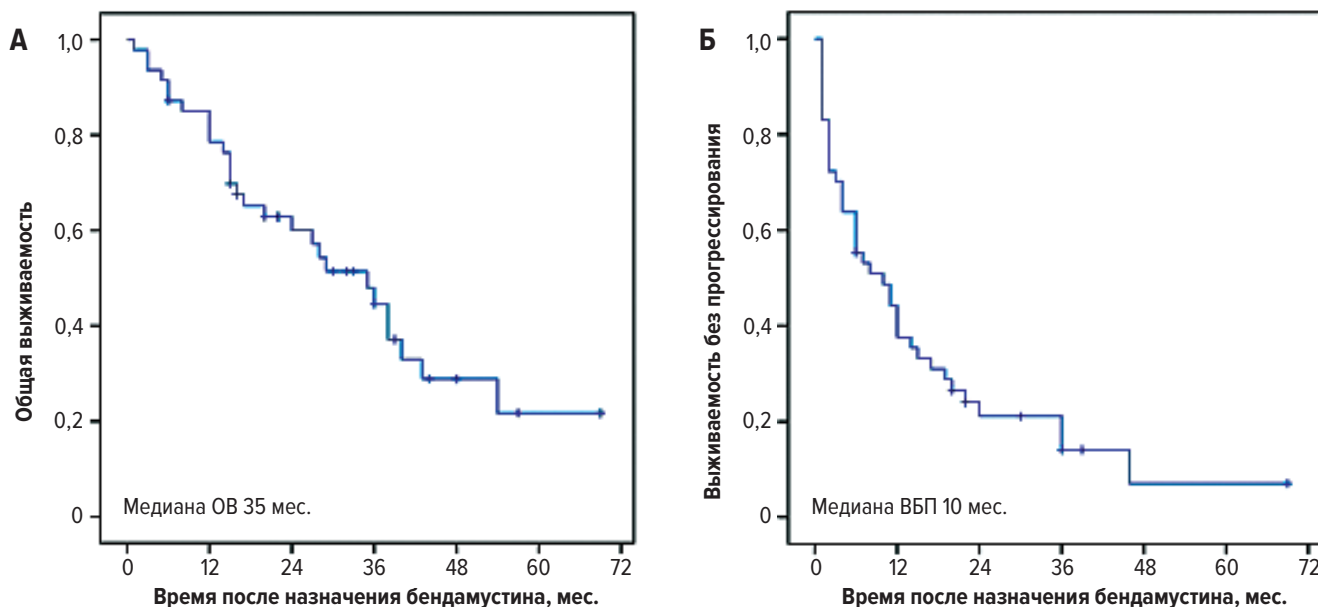 А
Общая выживаемость
1,0
0,8
0,6
0,4
0,2
0
Медиана ОВ 35 мес.
0 12 24 36 48 60 72
Время после назначения бендамустина, мес.
Б
Выживаемость без прогрессирования
1,0
0,8
0,6
0,4
0,2
0
Медиана ВБП 10 мес.
0 12 24 36 48 60 72
Время после назначения бендамустина, мес.